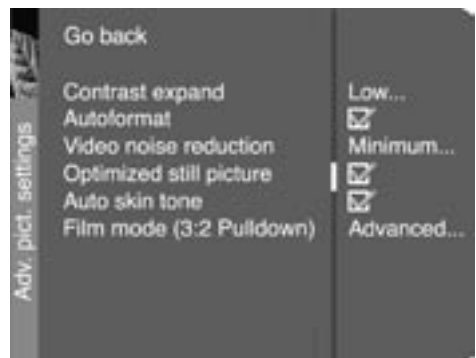 Adv. pict. settings
Go back
Contrast expand Low...
Autoformat
Video noise reduction Minimum...
Optimized still picture
Auto skin tone
Film mode (3:2 Pulldown) Advanced...